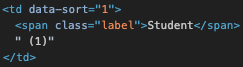 <td data-sort="1">
<span class="label">Student</span>
" (1)"
</td>